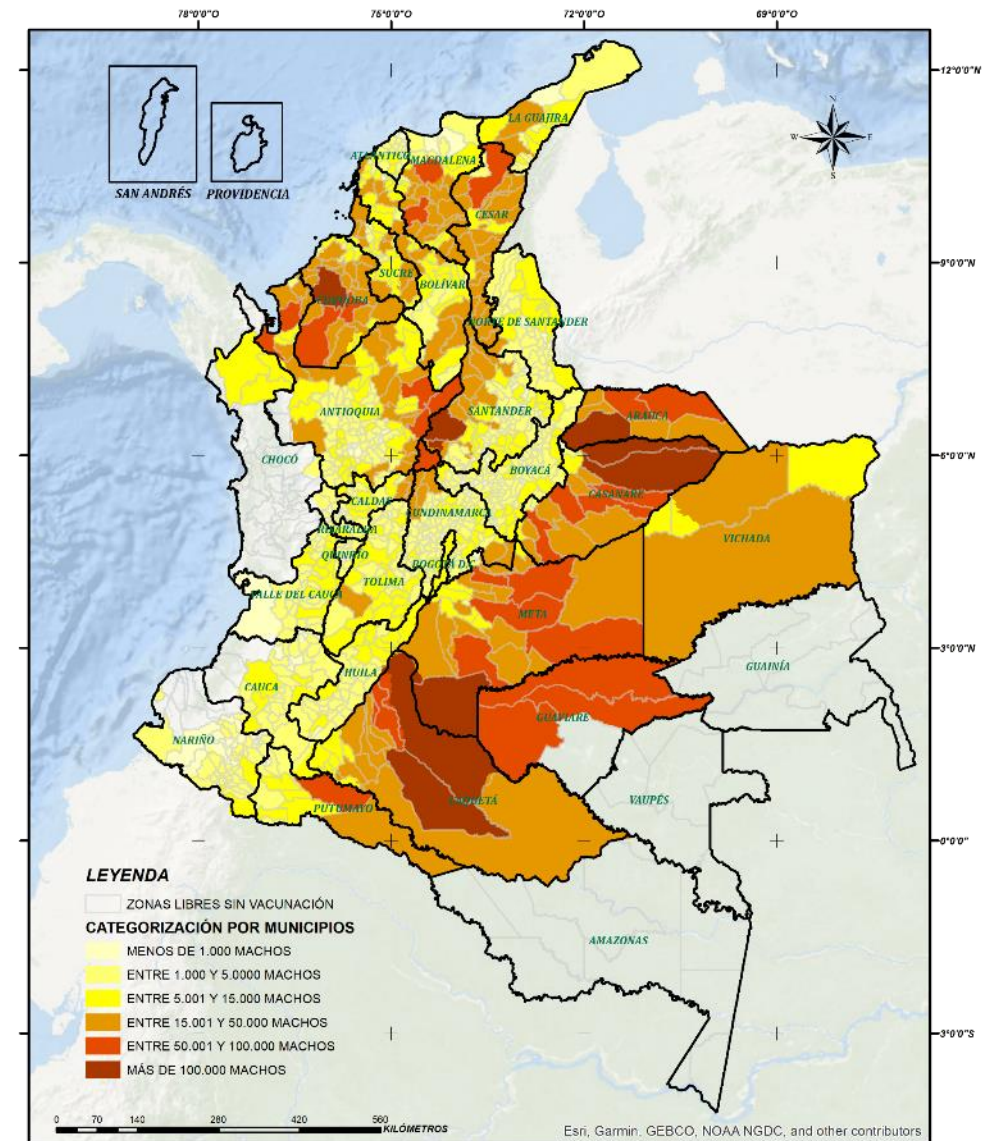 78°0'0"O
75°0'0"O
72°0'0"O
69°0'0"O
12°0'0"N
9°0'0"N
6°0'0"N
3°0'0"N
0°0'0"
3°0'0"S
N
W
E
S
SAN ANDRÉS
PROVIDENCIA
LA GUAJIRA
ATLÁNTICO
MAGDALENA
CESAR
SUCRE
BOLÍVAR
CÓRDOBA
NORTE DE SANTANDER
ANTIOQUIA
SANTANDER
ARAUCA
CHOCÓ
BOYACÁ
CASANARE
CALDAS
CUNDINAMARCA
RISARALDA
VICHADA
QUINDÍO
BOGOTÁ D.C.
TOLIMA
VALLE DEL CAUCA
META
GUAINÍA
HUILA
CAUCA
GUAVIARE
NARIÑO
VAUPÉS
CAQUETÁ
PUTUMAYO
AMAZONAS
LEYENDA
ZONAS LIBRES SIN VACUNACIÓN
CATEGORIZACIÓN POR MUNICIPIOS
MENOS DE 1.000 MACHOS
ENTRE 1.000 Y 5.0000 MACHOS
ENTRE 5.001 Y 15.000 MACHOS
ENTRE 15.001 Y 50.000 MACHOS
ENTRE 50.001 Y 100.000 MACHOS
MÁS DE 100.000 MACHOS
0 70 140 280 420 560
KILÓMETROS
Esri, Garmin, GEBCO, NOAA NGDC, and other contributors